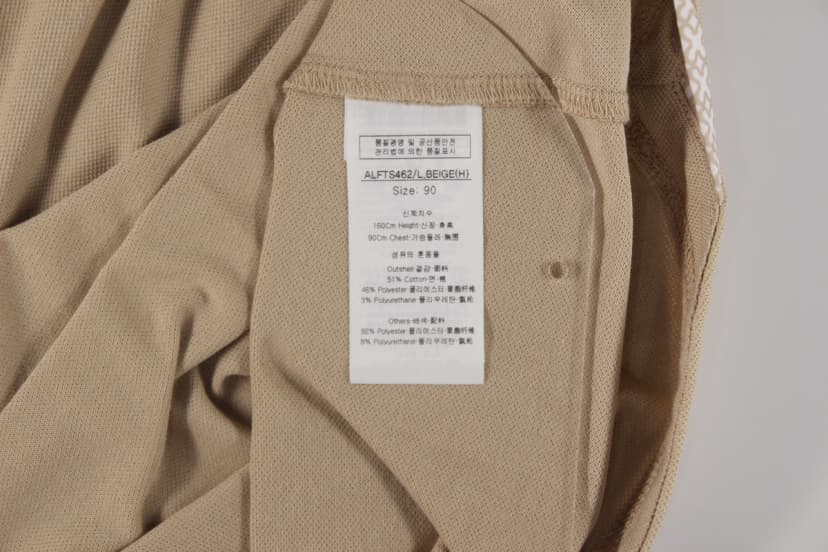 품질경영 및 공산품안전
관리법에 의한 품질표시
ALFTS462/L.BEIGE(H)
Size: 90
신체치수
160Cm Height·신장·身高
90Cm Chest·가슴둘레·胸围
섬유의 혼용율
Outshell·겉감·面料
51% Cotton·면·棉
46% Polyester·폴리에스터·聚酯纤维
3% Polyurethane·폴리우레탄·氨纶
Others·배색·配料
92% Polyester·폴리에스터·聚酯纤维
8% Polyurethane·폴리우레탄·氨纶